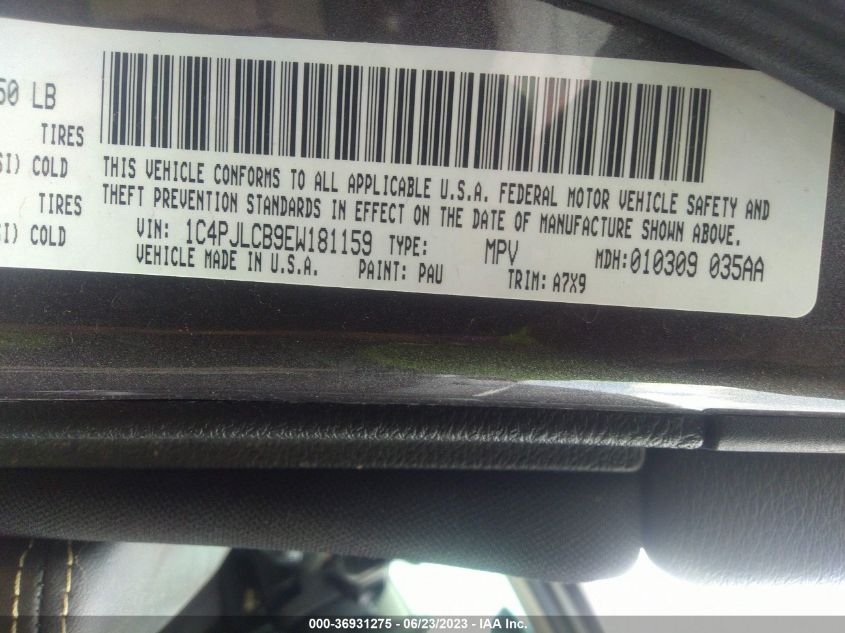 50 LB
TIRES
SI) COLD
TIRES
SI) COLD
THIS VEHICLE CONFORMS TO ALL APPLICABLE U.S.A. FEDERAL MOTOR VEHICLE SAFETY AND
THEFT PREVENTION STANDARDS IN EFFECT ON THE DATE OF MANUFACTURE SHOWN ABOVE.
VIN: 1C4PJLCB9EW181159 TYPE: MPV MDH:010309 035AA
VEHICLE MADE IN U.S.A. PAINT: PAU TRIM: A7X9
000-36931275 - 06/23/2023 - IAA Inc.